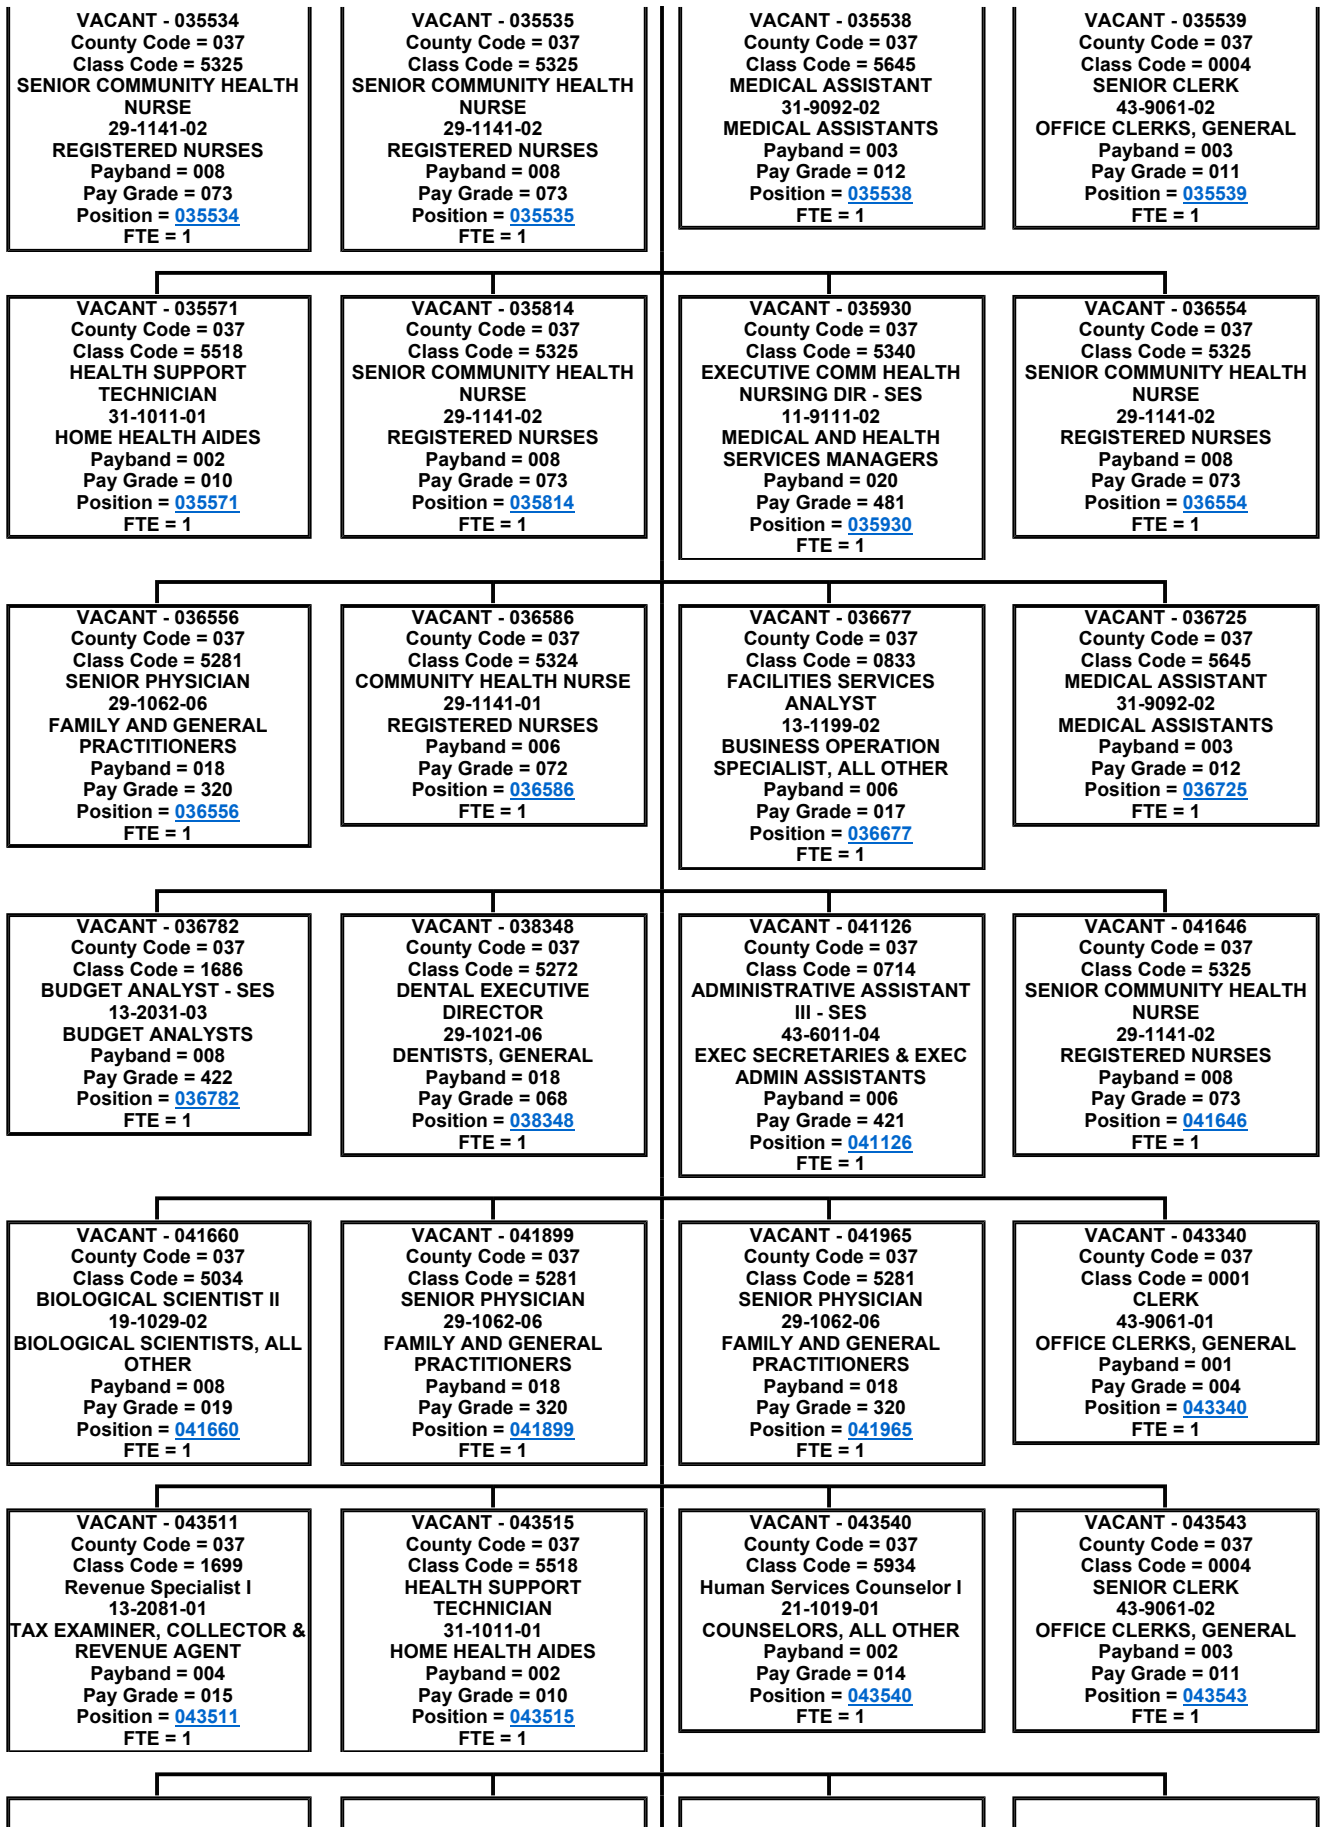 VACANT - 035534
County Code = 037
Class Code = 5325
SENIOR COMMUNITY HEALTH
NURSE
29-1141-02
REGISTERED NURSES
Payband = 008
Pay Grade = 073
Position = 035534
FTE = 1
VACANT - 035535
County Code = 037
Class Code = 5325
SENIOR COMMUNITY HEALTH
NURSE
29-1141-02
REGISTERED NURSES
Payband = 008
Pay Grade = 073
Position = 035535
FTE = 1
VACANT - 035538
County Code = 037
Class Code = 5645
MEDICAL ASSISTANT
31-9092-02
MEDICAL ASSISTANTS
Payband = 003
Pay Grade = 012
Position = 035538
FTE = 1
VACANT - 035539
County Code = 037
Class Code = 0004
SENIOR CLERK
43-9061-02
OFFICE CLERKS, GENERAL
Payband = 003
Pay Grade = 011
Position = 035539
FTE = 1
VACANT - 035571
County Code = 037
Class Code = 5518
HEALTH SUPPORT
TECHNICIAN
31-1011-01
HOME HEALTH AIDES
Payband = 002
Pay Grade = 010
Position = 035571
FTE = 1
VACANT - 035814
County Code = 037
Class Code = 5325
SENIOR COMMUNITY HEALTH
NURSE
29-1141-02
REGISTERED NURSES
Payband = 008
Pay Grade = 073
Position = 035814
FTE = 1
VACANT - 035930
County Code = 037
Class Code = 5340
EXECUTIVE COMM HEALTH
NURSING DIR - SES
11-9111-02
MEDICAL AND HEALTH
SERVICES MANAGERS
Payband = 020
Pay Grade = 481
Position = 035930
FTE = 1
VACANT - 036554
County Code = 037
Class Code = 5325
SENIOR COMMUNITY HEALTH
NURSE
29-1141-02
REGISTERED NURSES
Payband = 008
Pay Grade = 073
Position = 036554
FTE = 1
VACANT - 036556
County Code = 037
Class Code = 5281
SENIOR PHYSICIAN
29-1062-06
FAMILY AND GENERAL
PRACTITIONERS
Payband = 018
Pay Grade = 320
Position = 036556
FTE = 1
VACANT - 036586
County Code = 037
Class Code = 5324
COMMUNITY HEALTH NURSE
29-1141-01
REGISTERED NURSES
Payband = 006
Pay Grade = 072
Position = 036586
FTE = 1
VACANT - 036677
County Code = 037
Class Code = 0833
FACILITIES SERVICES
ANALYST
13-1199-02
BUSINESS OPERATION
SPECIALIST, ALL OTHER
Payband = 006
Pay Grade = 017
Position = 036677
FTE = 1
VACANT - 036725
County Code = 037
Class Code = 5645
MEDICAL ASSISTANT
31-9092-02
MEDICAL ASSISTANTS
Payband = 003
Pay Grade = 012
Position = 036725
FTE = 1
VACANT - 036782
County Code = 037
Class Code = 1686
BUDGET ANALYST - SES
13-2031-03
BUDGET ANALYSTS
Payband = 008
Pay Grade = 422
Position = 036782
FTE = 1
VACANT - 038348
County Code = 037
Class Code = 5272
DENTAL EXECUTIVE
DIRECTOR
29-1021-06
DENTISTS, GENERAL
Payband = 018
Pay Grade = 068
Position = 038348
FTE = 1
VACANT - 041126
County Code = 037
Class Code = 0714
ADMINISTRATIVE ASSISTANT
III - SES
43-6011-04
EXEC SECRETARIES & EXEC
ADMIN ASSISTANTS
Payband = 006
Pay Grade = 421
Position = 041126
FTE = 1
VACANT - 041646
County Code = 037
Class Code = 5325
SENIOR COMMUNITY HEALTH
NURSE
29-1141-02
REGISTERED NURSES
Payband = 008
Pay Grade = 073
Position = 041646
FTE = 1
VACANT - 041660
County Code = 037
Class Code = 5034
BIOLOGICAL SCIENTIST II
19-1029-02
BIOLOGICAL SCIENTISTS, ALL
OTHER
Payband = 008
Pay Grade = 019
Position = 041660
FTE = 1
VACANT - 041899
County Code = 037
Class Code = 5281
SENIOR PHYSICIAN
29-1062-06
FAMILY AND GENERAL
PRACTITIONERS
Payband = 018
Pay Grade = 320
Position = 041899
FTE = 1
VACANT - 041965
County Code = 037
Class Code = 5281
SENIOR PHYSICIAN
29-1062-06
FAMILY AND GENERAL
PRACTITIONERS
Payband = 018
Pay Grade = 320
Position = 041965
FTE = 1
VACANT - 043340
County Code = 037
Class Code = 0001
CLERK
43-9061-01
OFFICE CLERKS, GENERAL
Payband = 001
Pay Grade = 004
Position = 043340
FTE = 1
VACANT - 043511
County Code = 037
Class Code = 1699
Revenue Specialist I
13-2081-01
TAX EXAMINER, COLLECTOR &
REVENUE AGENT
Payband = 004
Pay Grade = 015
Position = 043511
FTE = 1
VACANT - 043515
County Code = 037
Class Code = 5518
HEALTH SUPPORT
TECHNICIAN
31-1011-01
HOME HEALTH AIDES
Payband = 002
Pay Grade = 010
Position = 043515
FTE = 1
VACANT - 043540
County Code = 037
Class Code = 5934
Human Services Counselor I
21-1019-01
COUNSELORS, ALL OTHER
Payband = 002
Pay Grade = 014
Position = 043540
FTE = 1
VACANT - 043543
County Code = 037
Class Code = 0004
SENIOR CLERK
43-9061-02
OFFICE CLERKS, GENERAL
Payband = 003
Pay Grade = 011
Position = 043543
FTE = 1